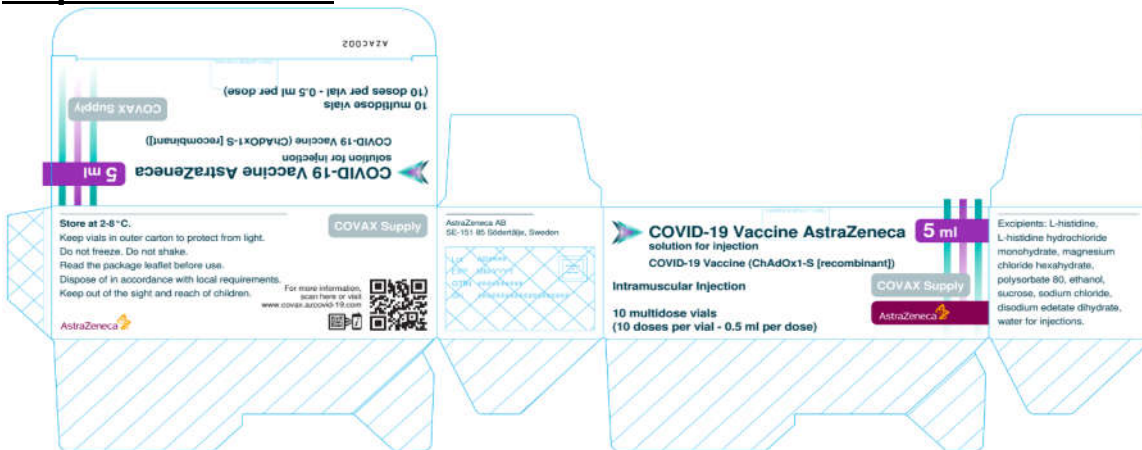 AZACO02
10 multidose vials
(10 doses per vial - 0.5 ml per dose)
COVAX Supply
COVID-19 Vaccine AstraZeneca
5 ml
solution for injection
COVID-19 Vaccine (ChAdOx1-S [recombinant])
Store at 2-8°C.
Keep vials in outer carton to protect from light.
Do not freeze. Do not shake.
Read the package leaflet before use.
Dispose of in accordance with local requirements.
Keep out of the sight and reach of children.
AstraZeneca
COVAX Supply
For more information,
scan here or visit
www.covax.azcovid-19.com
AstraZeneca AB
SE-151 85 Södertälje, Sweden
COVID-19 Vaccine AstraZeneca
5 ml
solution for injection
COVID-19 Vaccine (ChAdOx1-S [recombinant])
Intramuscular Injection
COVAX Supply
10 multidose vials
(10 doses per vial - 0.5 ml per dose)
AstraZeneca
Excipients: L-histidine,
L-histidine hydrochloride
monohydrate, magnesium
chloride hexahydrate,
polysorbate 80, ethanol,
sucrose, sodium chloride,
disodium edetate dihydrate,
water for injections.